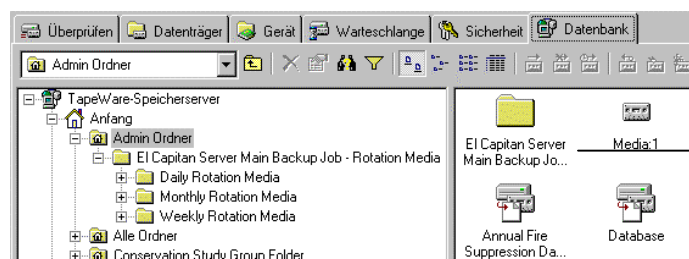 Überprüfen Datenträger Gerät Warteschlange Sicherheit Datenbank
Admin Ordner
TapeWare-Speicherserver
Anfang
Admin Ordner
El Capitan Server Main Backup Job - Rotation Media
Daily Rotation Media
Monthly Rotation Media
Weekly Rotation Media
Alle Ordner
Conservation Study Group Folder
El Capitan Server
Main Backup Jo...
Media:1
Annual Fire
Suppression Da...
Database